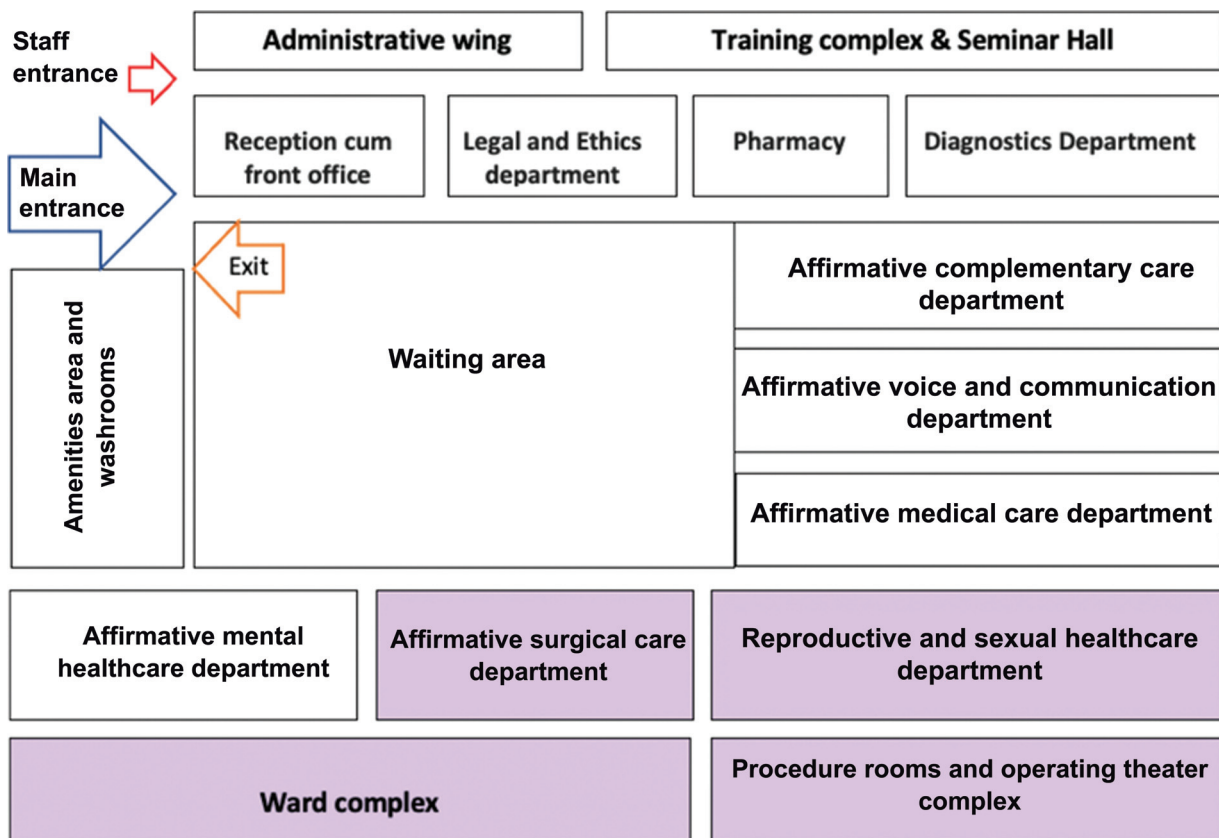 Staff
entrance
Administrative wing
Training complex & Seminar Hall
Main
entrance
Reception cum
front office
Legal and Ethics
department
Pharmacy
Diagnostics Department
Exit
Amenities area and
washrooms
Waiting area
Affirmative complementary care
department
Affirmative voice and communication
department
Affirmative medical care department
Affirmative mental
healthcare department
Affirmative surgical care
department
Reproductive and sexual healthcare
department
Ward complex
Procedure rooms and operating theater
complex